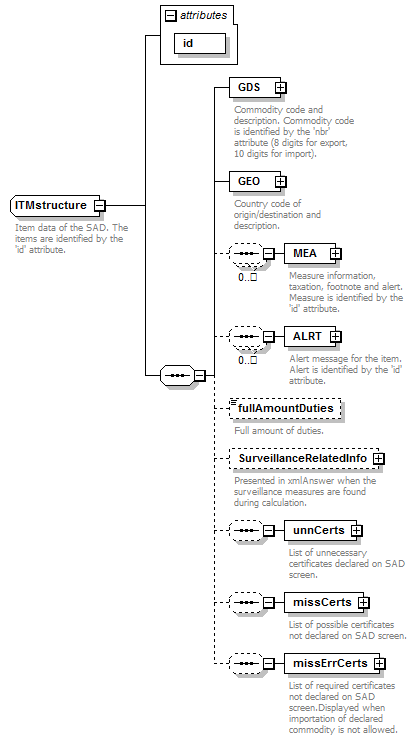 attributes
id
GDS
Commodity code and
description. Commodity code
is identified by the 'nbr'
attribute (8 digits for export,
10 digits for import).
ITMstructure
Item data of the SAD. The
items are identified by the
'id' attribute.
GEO
Country code of
origin/destination and
description.
MEA
0..□
Measure information,
taxation, footnote and alert.
Measure is identified by the
'id' attribute.
ALRT
0..□
Alert message for the item.
Alert is identified by the 'id'
attribute.
fullAmountDuties
Full amount of duties.
SurveillanceRelatedInfo
Presented in xmlAnswer when the
surveillance measures are found
during calculation.
unnCerts
List of unnecessary
certificates declared on SAD
screen.
missCerts
List of possible certificates
not declared on SAD screen.
missErrCerts
List of required certificates
not declared on SAD
screen.Displayed when
importation of declared
commodity is not allowed.